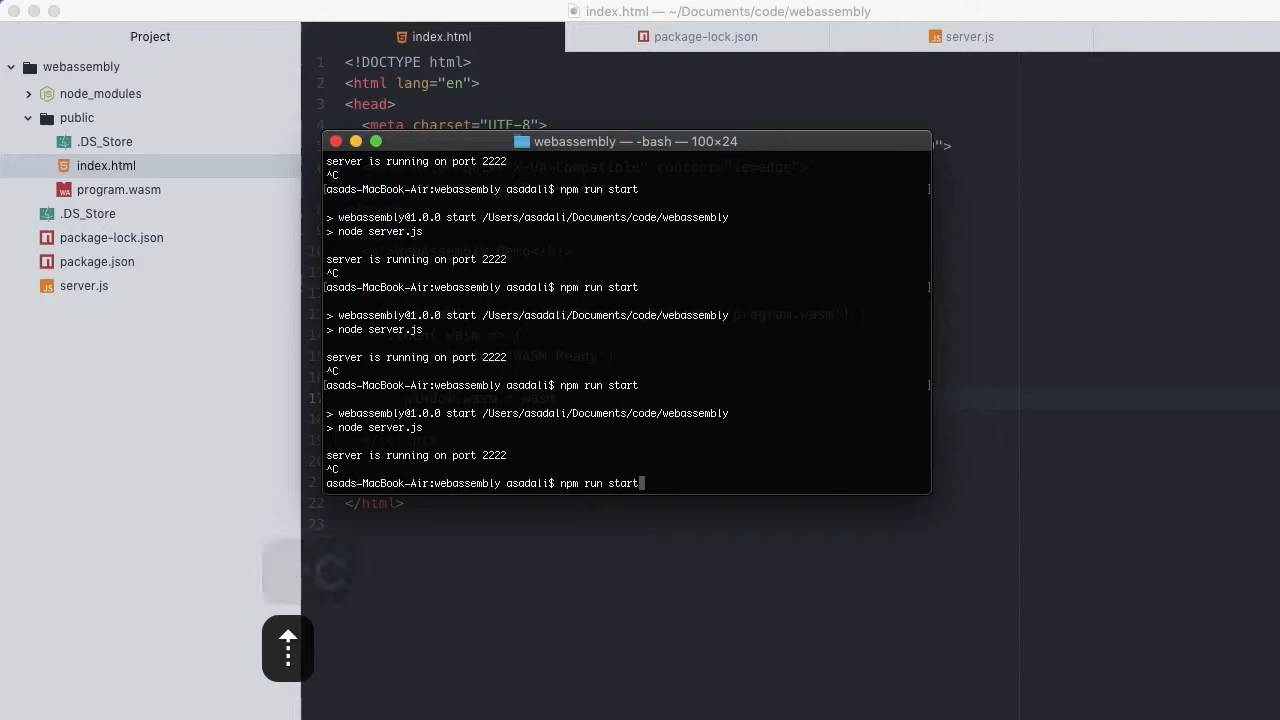 index.html — ~/Documents/code/webassembly
Project
index.html
package-lock.json
server.js
webassembly
node_modules
public
.DS_Store
index.html
program.wasm
.DS_Store
package-lock.json
package.json
server.js
1 <!DOCTYPE html>
2 <html lang="en">
3 <head>
4 <meta charset="UTF-8">
webassembly — -bash — 100×24
server is running on port 2222
^C
[asads-MacBook-Air:webassembly asadali$ npm run start ]
> webassembly@1.0.0 start /Users/asadali/Documents/code/webassembly
> node server.js
server is running on port 2222
^C
[asads-MacBook-Air:webassembly asadali$ npm run start ]
> webassembly@1.0.0 start /Users/asadali/Documents/code/webassembly
> node server.js
server is running on port 2222
^C
[asads-MacBook-Air:webassembly asadali$ npm run start ]
> webassembly@1.0.0 start /Users/asadali/Documents/code/webassembly
> node server.js
server is running on port 2222
^C
asads-MacBook-Air:webassembly asadali$ npm run start
22 </html>
23